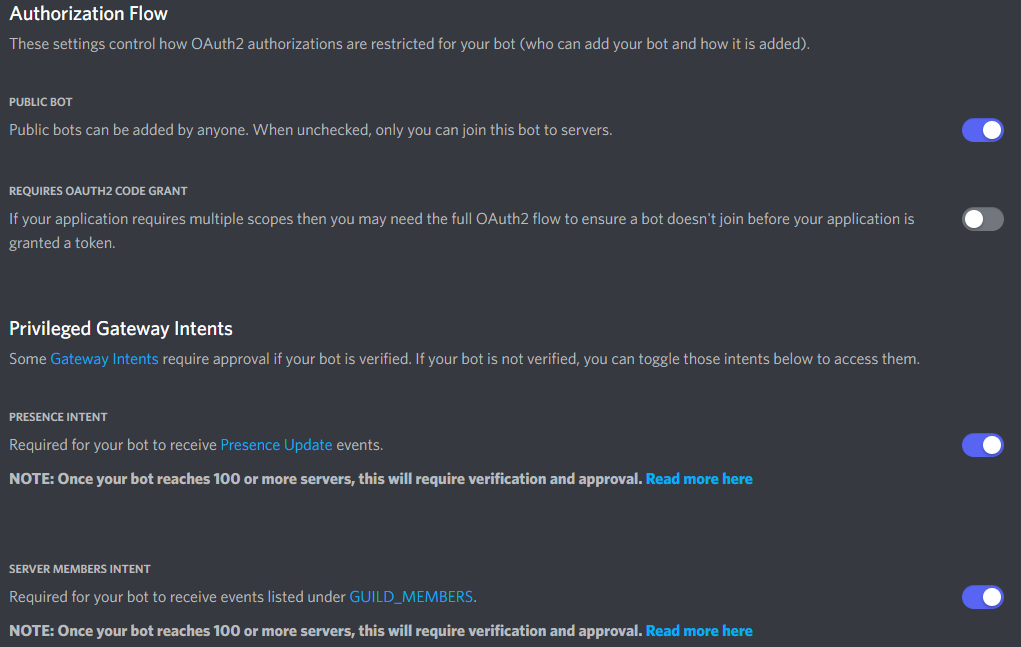 Authorization Flow
These settings control how OAuth2 authorizations are restricted for your bot (who can add your bot and how it is added).
PUBLIC BOT
Public bots can be added by anyone. When unchecked, only you can join this bot to servers.
REQUIRES OAUTH2 CODE GRANT
If your application requires multiple scopes then you may need the full OAuth2 flow to ensure a bot doesn't join before your application is
granted a token.
Privileged Gateway Intents
Some Gateway Intents require approval if your bot is verified. If your bot is not verified, you can toggle those intents below to access them.
PRESENCE INTENT
Required for your bot to receive Presence Update events.
NOTE: Once your bot reaches 100 or more servers, this will require verification and approval. Read more here
SERVER MEMBERS INTENT
Required for your bot to receive events listed under GUILD_MEMBERS.
NOTE: Once your bot reaches 100 or more servers, this will require verification and approval. Read more here